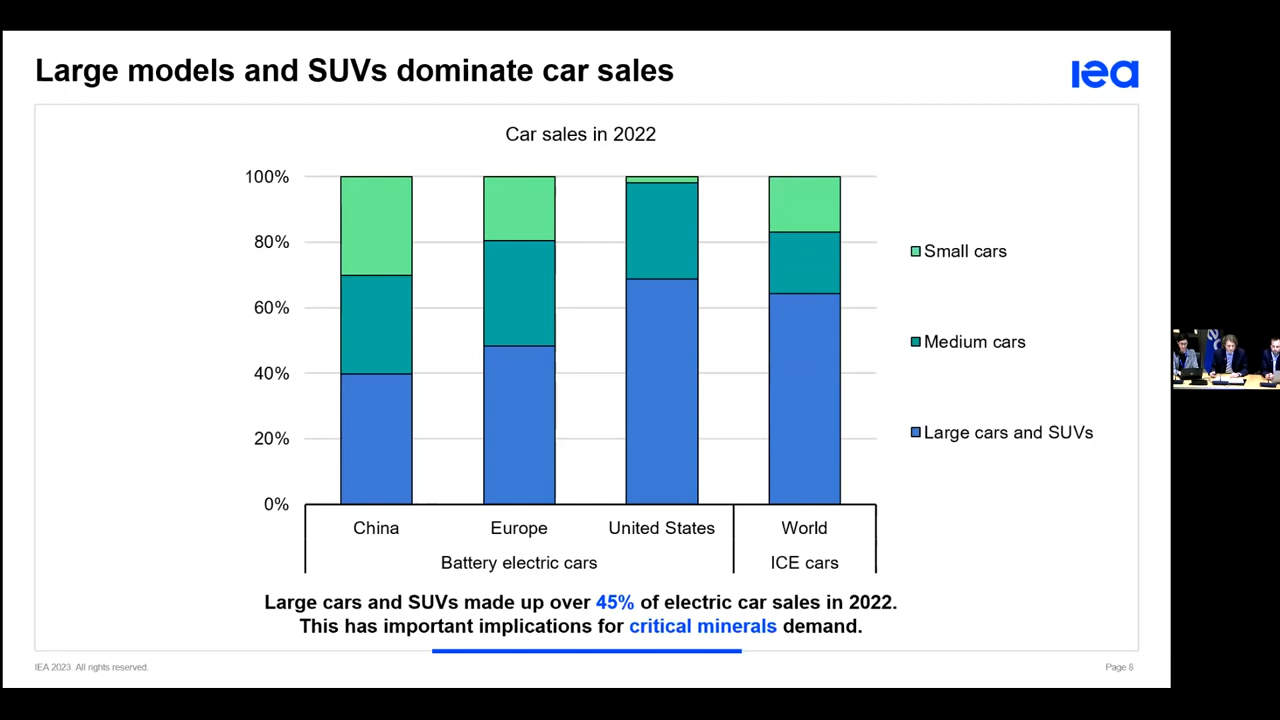 Large models and SUVs dominate car sales
iea
Car sales in 2022
100%
80%
60%
40%
20%
0%
Small cars
Medium cars
Large cars and SUVs
China
Europe
United States
World
Battery electric cars
ICE cars
Large cars and SUVs made up over 45% of electric car sales in 2022.
This has important implications for critical minerals demand.
IEA 2023. All rights reserved.
Page 8